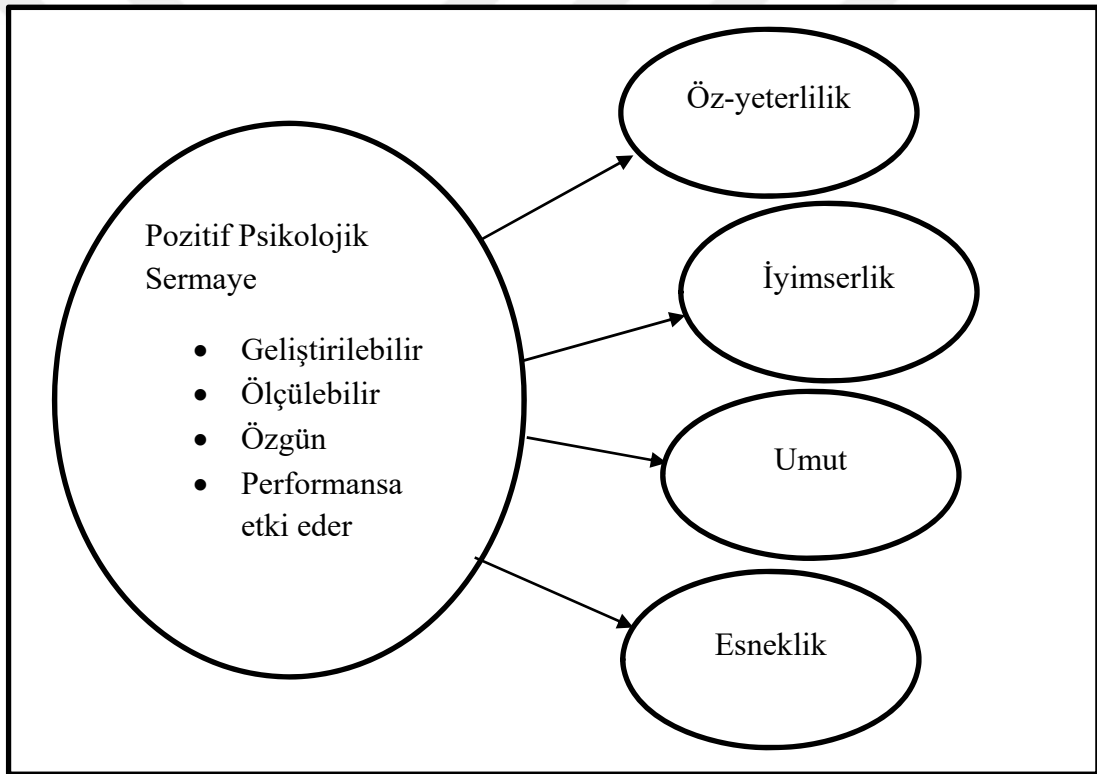 Pozitif Psikolojik
Sermaye
• Geliştirilebilir
• Ölçülebilir
• Özgün
• Performansa
etki eder
Öz-yeterlilik
İyimserlik
Umut
Esneklik